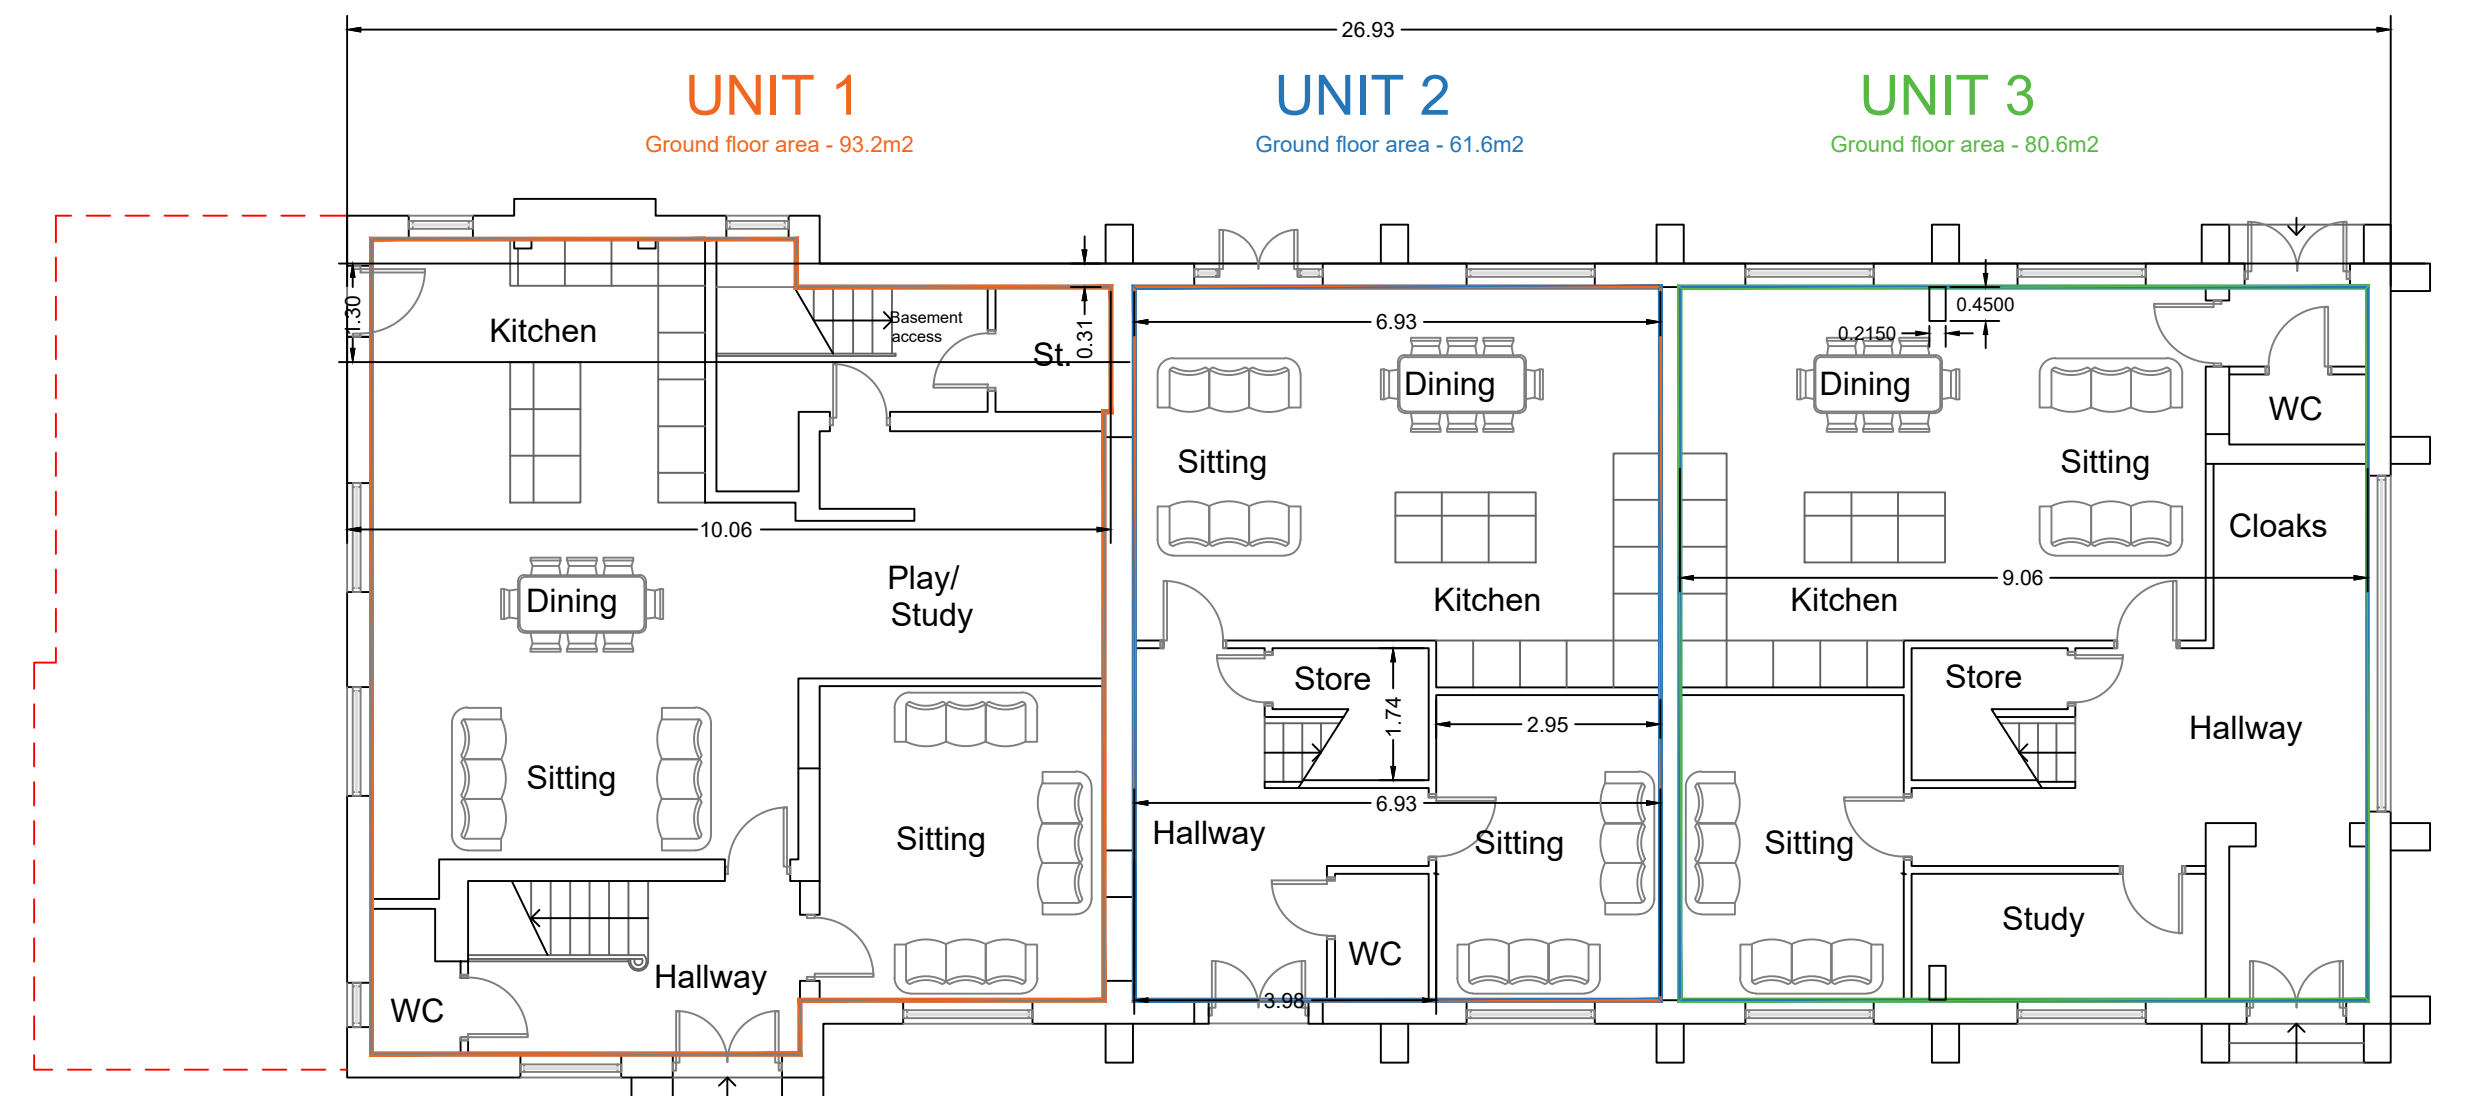 26.93
UNIT 1
UNIT 2
UNIT 3
Ground floor area - 93.2m2
Ground floor area - 61.6m2
Ground floor area - 80.6m2
1.30
Kitchen
Basement
access
St.
0.31
6.93
Dining
Sitting
Kitchen
0.4500
0.2150
Dining
Sitting
WC
Cloaks
Kitchen
9.06
10.06
Dining
Play/
Study
Sitting
Sitting
Hallway
WC
Store
1.74
2.95
6.93
Hallway
Sitting
WC
3.98
Store
Hallway
Sitting
Study